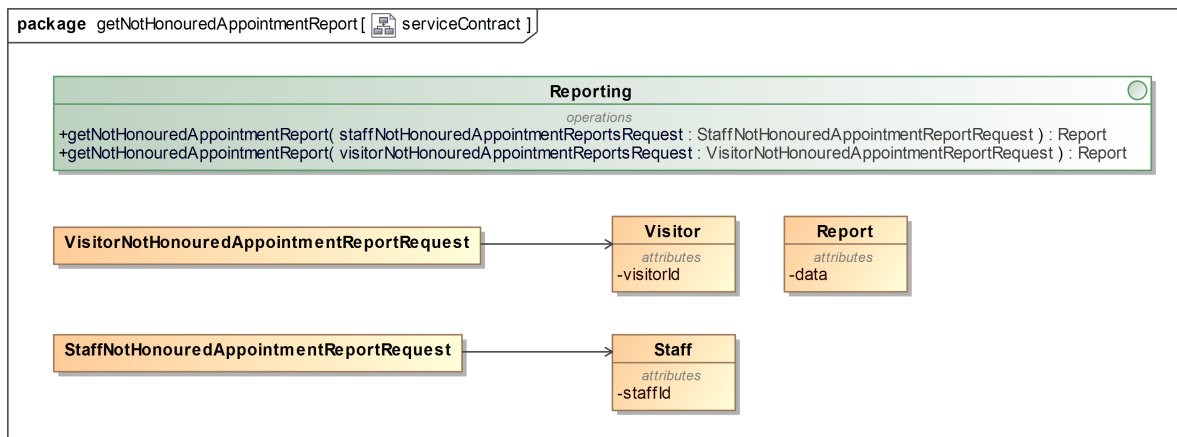 package getNotHonouredAppointmentReport [ serviceContract ]
Reporting
operations
+getNotHonouredAppointmentReport( staffNotHonouredAppointmentReportsRequest : StaffNotHonouredAppointmentReportRequest ) : Report
+getNotHonouredAppointmentReport( visitorNotHonouredAppointmentReportsRequest : VisitorNotHonouredAppointmentReportRequest ) : Report
VisitorNotHonouredAppointmentReportRequest
Visitor
attributes
-visitorId
Report
attributes
-data
StaffNotHonouredAppointmentReportRequest
Staff
attributes
-staffId